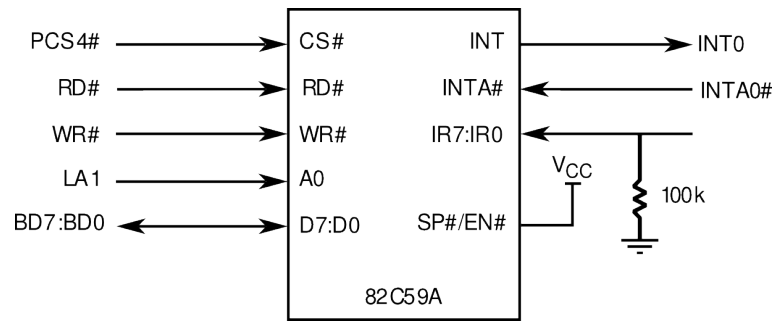 PCS4# CS# INT INT0
RD# RD# INTA# INTA0#
WR# WR# IR7:IR0
LA1 A0 VCC
BD7:BD0 D7:D0 SP#/EN# 100k
82C59A